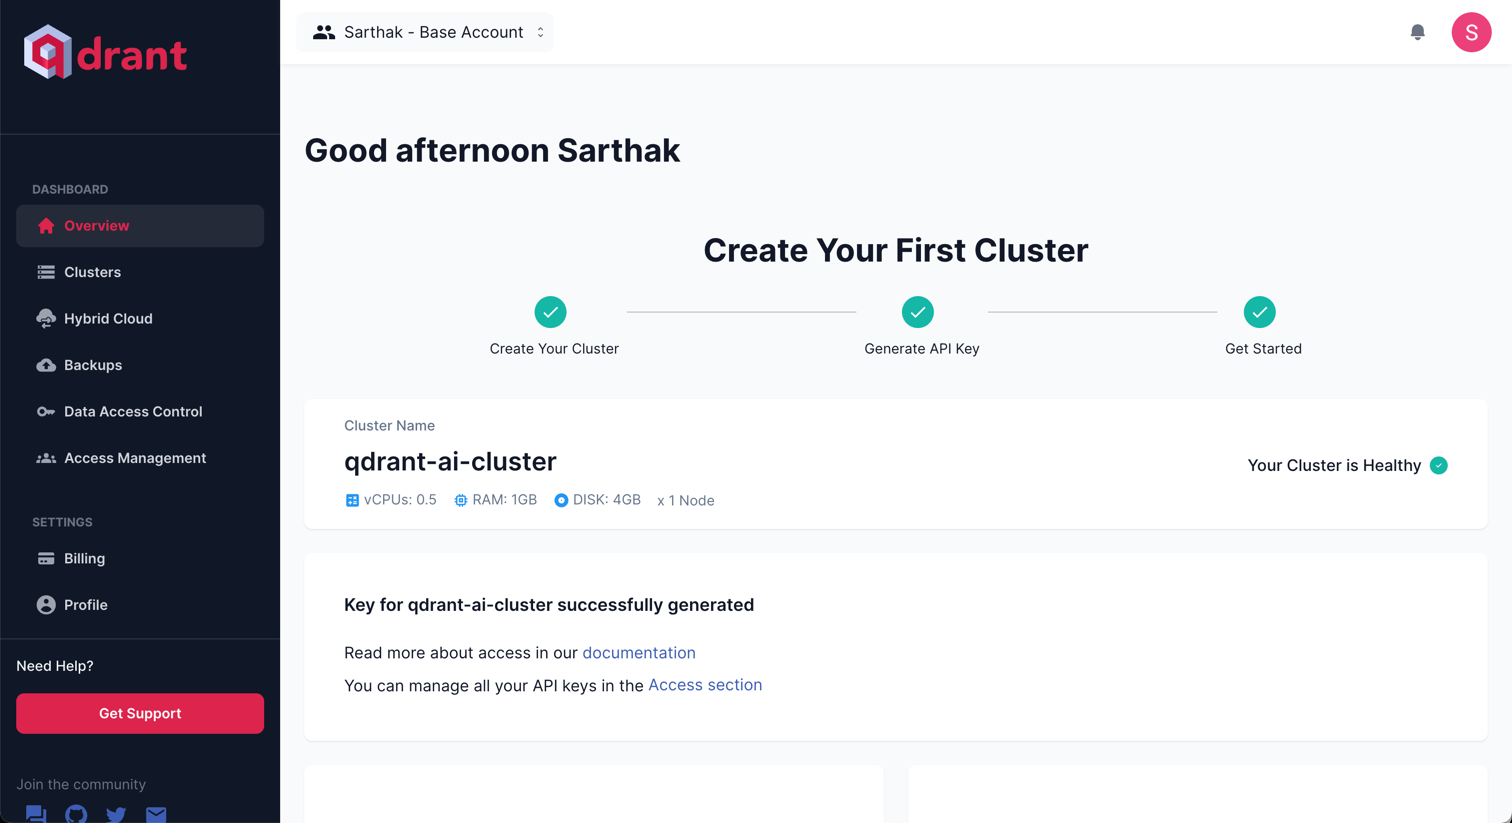 qdrant
DASHBOARD
Overview
Clusters
Hybrid Cloud
Backups
Data Access Control
Access Management
SETTINGS
Billing
Profile
Need Help?
Get Support
Join the community
Sarthak - Base Account
S
Good afternoon Sarthak
Create Your First Cluster
Create Your Cluster
Generate API Key
Get Started
Cluster Name
qdrant-ai-cluster
vCPUs: 0.5 RAM: 1GB DISK: 4GB x 1 Node
Your Cluster is Healthy
Key for qdrant-ai-cluster successfully generated
Read more about access in our documentation
You can manage all your API keys in the Access section